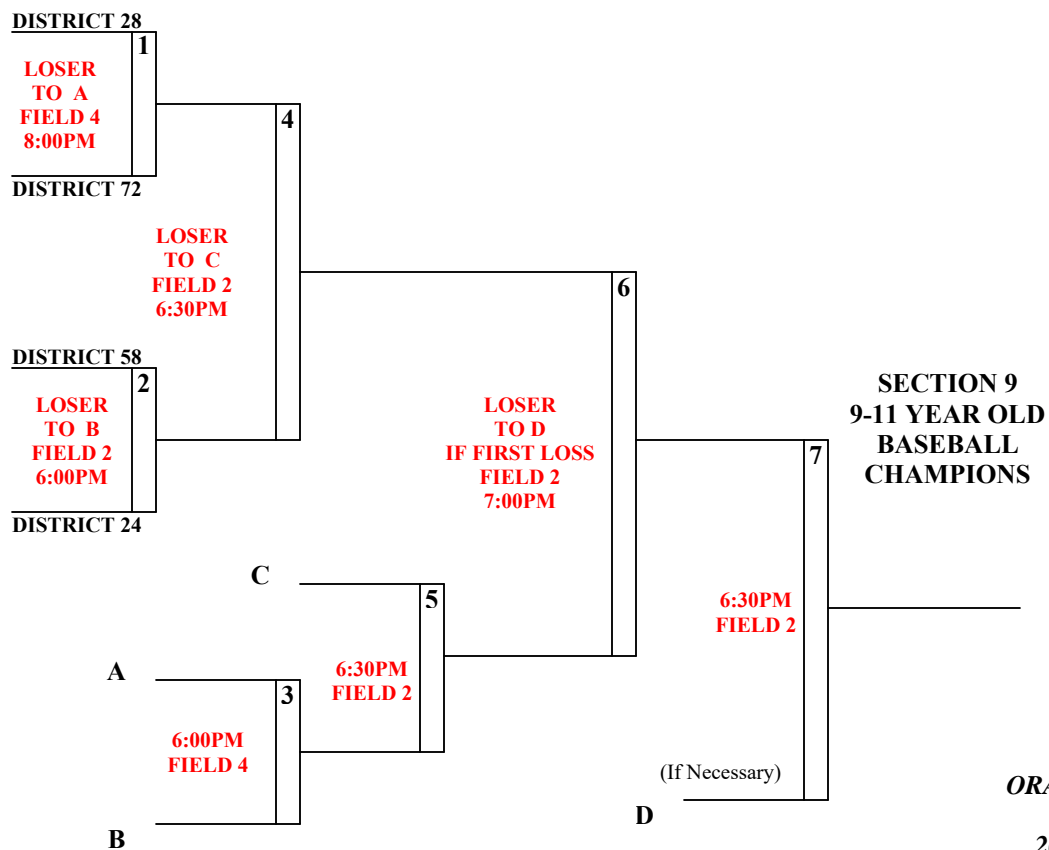 DISTRICT 28
1
LOSER
TO A
FIELD 4
8:00PM
DISTRICT 72
4
LOSER
TO C
FIELD 2
6:30PM
DISTRICT 58
2
LOSER
TO B
FIELD 2
6:00PM
DISTRICT 24
6
LOSER
TO D
IF FIRST LOSS
FIELD 2
7:00PM
SECTION 9
9-11 YEAR OLD
BASEBALL
CHAMPIONS
7
6:30PM
FIELD 2
C
5
6:30PM
FIELD 2
A
3
6:00PM
FIELD 4
B
(If Necessary)
D
ORA